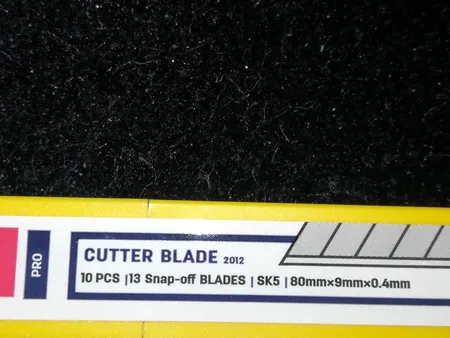 PRO
CUTTER BLADE 2012
10 PCS |13 Snap-off BLADES | SK5 | 80mm×9mm×0.4mm